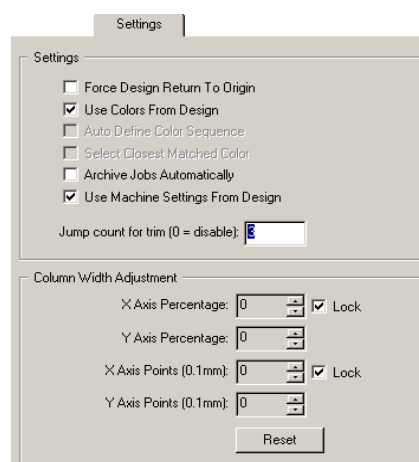 Settings
Settings
Force Design Return To Origin
Use Colors From Design
Auto Define Color Sequence
Select Closest Matched Color
Archive Jobs Automatically
Use Machine Settings From Design
Jump count for trim (0 = disable): 3
Column Width Adjustment
X Axis Percentage: 0 Lock
Y Axis Percentage: 0
X Axis Points (0.1mm): 0 Lock
Y Axis Points (0.1mm): 0
Reset